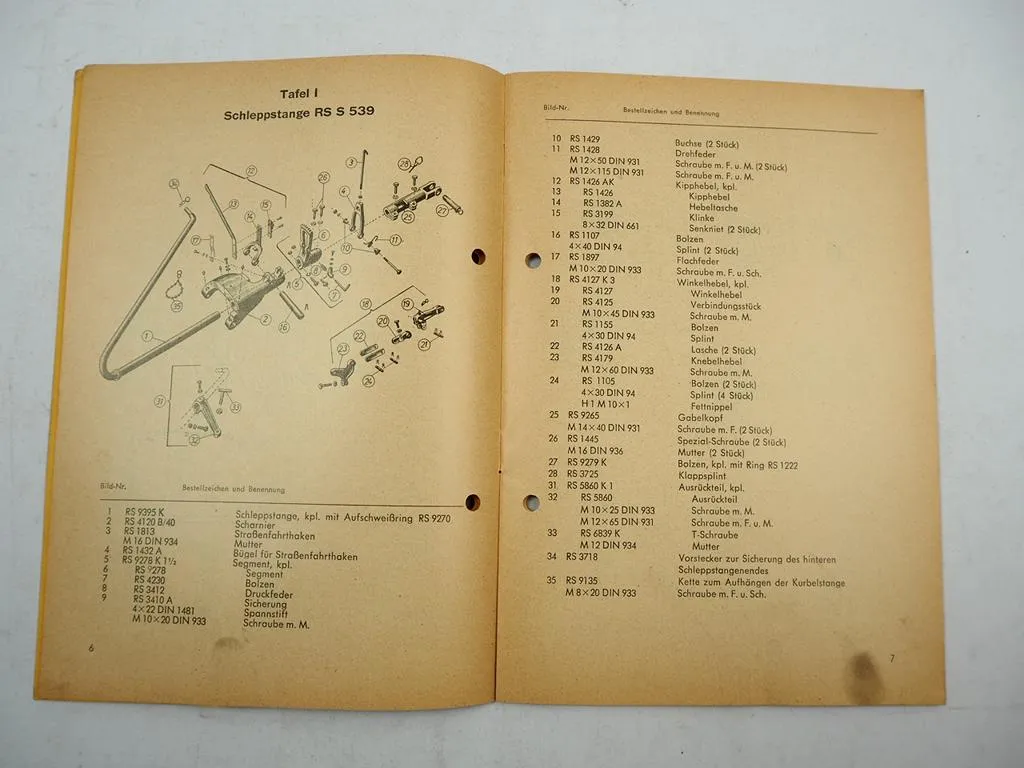 Tafel I
Schleppstange RS S 539
Bild-Nr. Bestellzeichen und Benennung
1 RS 9395 K Schleppstange, kpl. mit Aufschweißring RS 9270
2 RS 4120 B/40 Scharnier
3 RS 1813 Straßenfahrthaken
M 16 DIN 934 Mutter
4 RS 1432 A Bügel für Straßenfahrthaken
5 RS 9278 K 1½ Segment, kpl.
6 RS 9278 Segment
7 RS 4230 Bolzen
8 RS 3412 Druckfeder
9 RS 3410 A Sicherung
4×22 DIN 1481 Spannstift
M 10×20 DIN 933 Schraube m. M.
6
Bild-Nr. Bestellzeichen und Benennung
10 RS 1429 Buchse (2 Stück)
11 RS 1428 Drehfeder
M 12×50 DIN 931 Schraube m. F. u. M. (2 Stück)
M 12×115 DIN 931 Schraube m. F. u. M.
12 RS 1426 AK Kipphebel, kpl.
13 RS 1426 Kipphebel
14 RS 1382 A Hebeltasche
15 RS 3199 Klinke
8×32 DIN 661 Senkniet (2 Stück)
16 RS 1107 Bolzen
4×40 DIN 94 Splint (2 Stück)
17 RS 1897 Flachfeder
M 10×20 DIN 933 Schraube m. F. u. Sch.
18 RS 4127 K 3 Winkelhebel, kpl.
19 RS 4127 Winkelhebel
20 RS 4125 Verbindungsstück
M 10×45 DIN 933 Schraube m. M.
21 RS 1155 Bolzen
4×30 DIN 94 Splint
22 RS 4126 A Lasche (2 Stück)
23 RS 4179 Knebelhebel
M 12×60 DIN 933 Schraube m. M.
24 RS 1105 Bolzen (2 Stück)
4×30 DIN 94 Splint (4 Stück)
H 1 M 10×1 Fettnippel
25 RS 9265 Gabelkopf
M 14×40 DIN 931 Schraube m. F. (2 Stück)
26 RS 1445 Spezial-Schraube (2 Stück)
M 16 DIN 936 Mutter (2 Stück)
27 RS 9279 K Bolzen, kpl. mit Ring RS 1222
28 RS 3725 Klappsplint
31 RS 5860 K 1 Ausrückteil, kpl.
32 RS 5860 Ausrückteil
M 10×25 DIN 933 Schraube m. M.
M 12×65 DIN 931 Schraube m. F. u. M.
33 RS 6839 K T-Schraube
M 12 DIN 934 Mutter
34 RS 3718 Vorstecker zur Sicherung des hinteren
Schleppstangenendes
35 RS 9135 Kette zum Aufhängen der Kurbelstange
M 8×20 DIN 933 Schraube m. F. u. Sch.
7